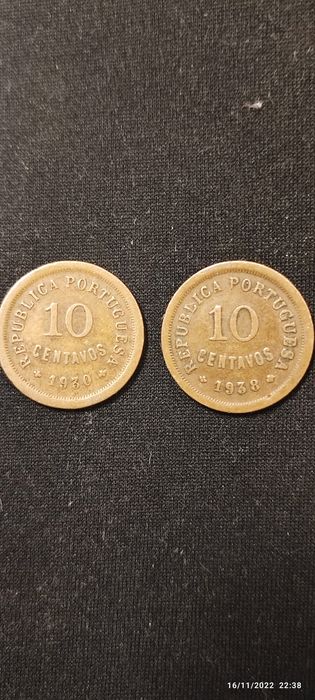 REPUBLICA PORTUGUESA
10
CENTAVOS
* 1930 *
REPUBLICA PORTUGUESA
10
CENTAVOS
* 1938 *
16/11/2022 22:38